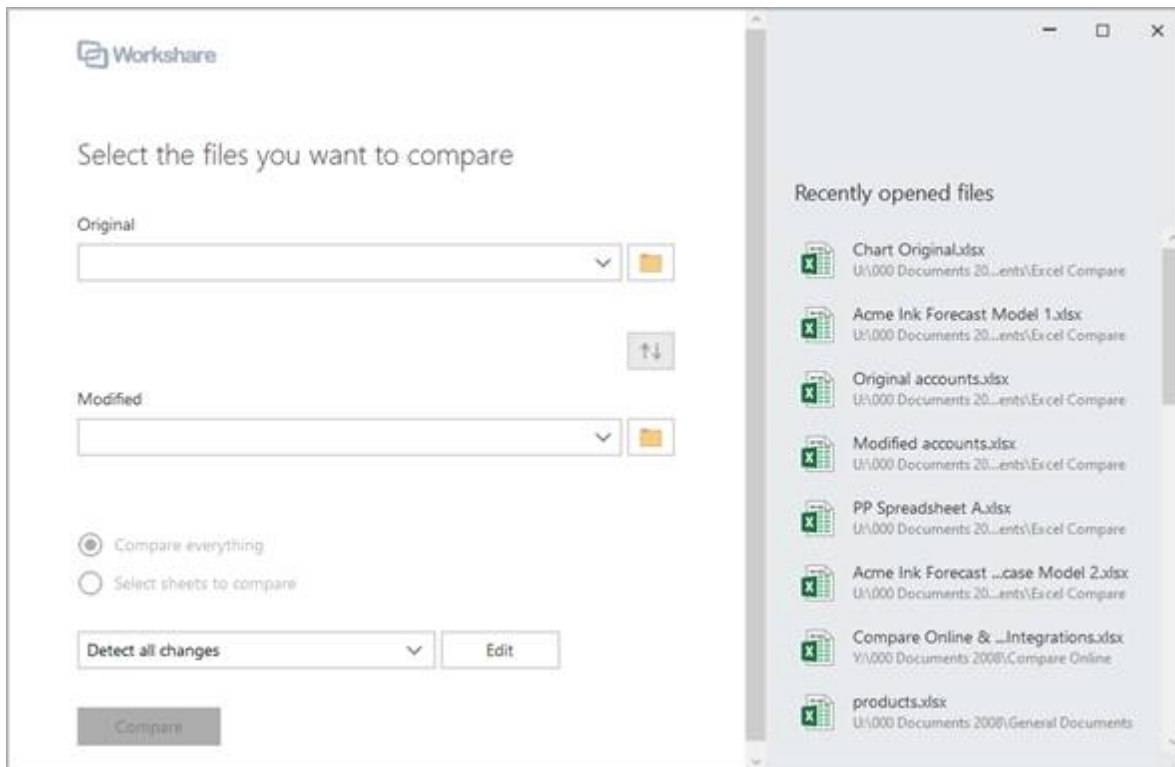 Workshare
Select the files you want to compare
Original
Modified
Compare everything
Select sheets to compare
Detect all changes
Edit
Compare
Recently opened files
Chart Original.xlsx
U:\000 Documents 20...ents\Excel Compare
Acme Ink Forecast Model 1.xlsx
U:\000 Documents 20...ents\Excel Compare
Original accounts.xlsx
U:\000 Documents 20...ents\Excel Compare
Modified accounts.xlsx
U:\000 Documents 20...ents\Excel Compare
PP Spreadsheet A.xlsx
U:\000 Documents 20...ents\Excel Compare
Acme Ink Forecast ...case Model 2.xlsx
U:\000 Documents 20...ents\Excel Compare
Compare Online & ...Integrations.xlsx
Y:\000 Documents 2008\Compare Online
products.xlsx
U:\000 Documents 2008\General Documents